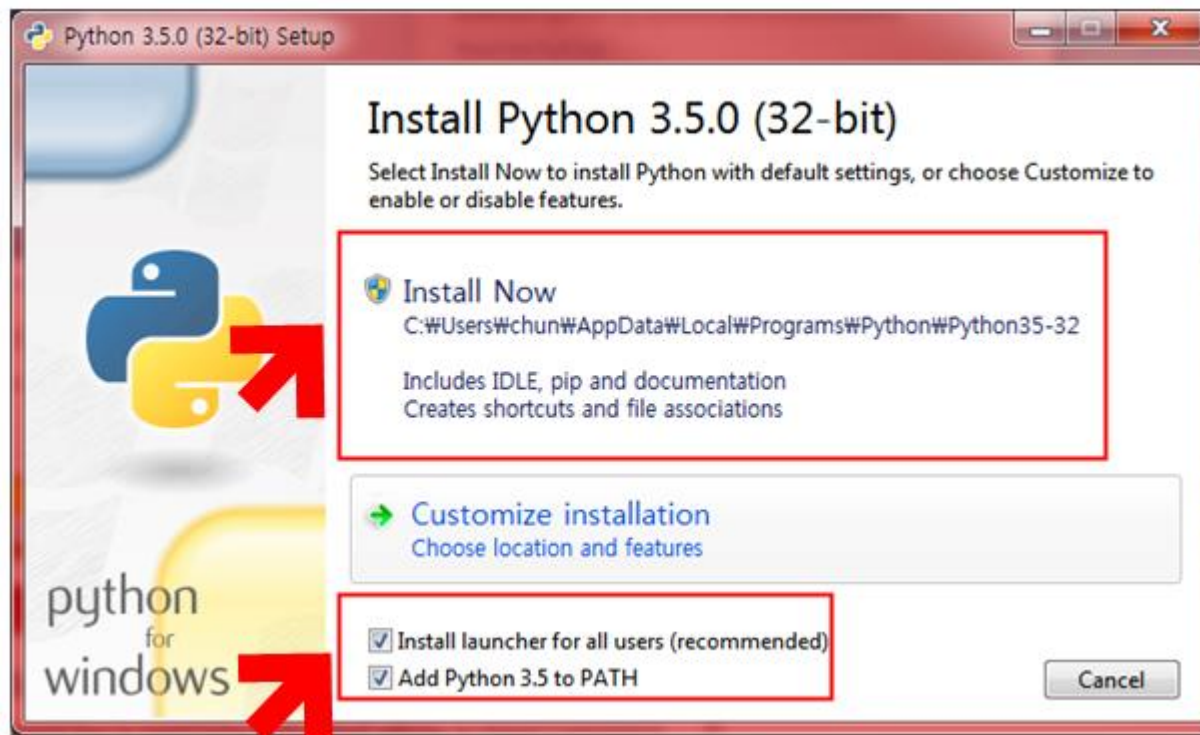 Python 3.5.0 (32-bit) Setup
Install Python 3.5.0 (32-bit)
Select Install Now to install Python with default settings, or choose Customize to
enable or disable features.
Install Now
C:₩Users₩chun₩AppData₩Local₩Programs₩Python₩Python35-32
Includes IDLE, pip and documentation
Creates shortcuts and file associations
Customize installation
Choose location and features
python
for
windows
Install launcher for all users (recommended)
Add Python 3.5 to PATH
Cancel